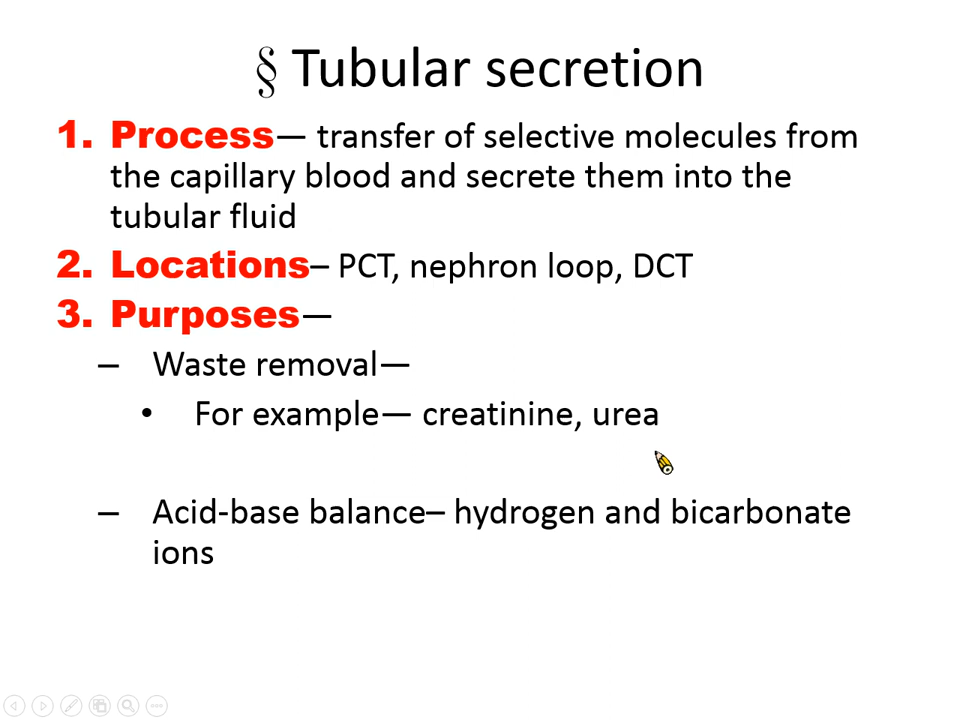 § Tubular secretion
1. Process— transfer of selective molecules from
the capillary blood and secrete them into the
tubular fluid
2. Locations– PCT, nephron loop, DCT
3. Purposes—
– Waste removal—
• For example— creatinine, urea
– Acid-base balance– hydrogen and bicarbonate
ions